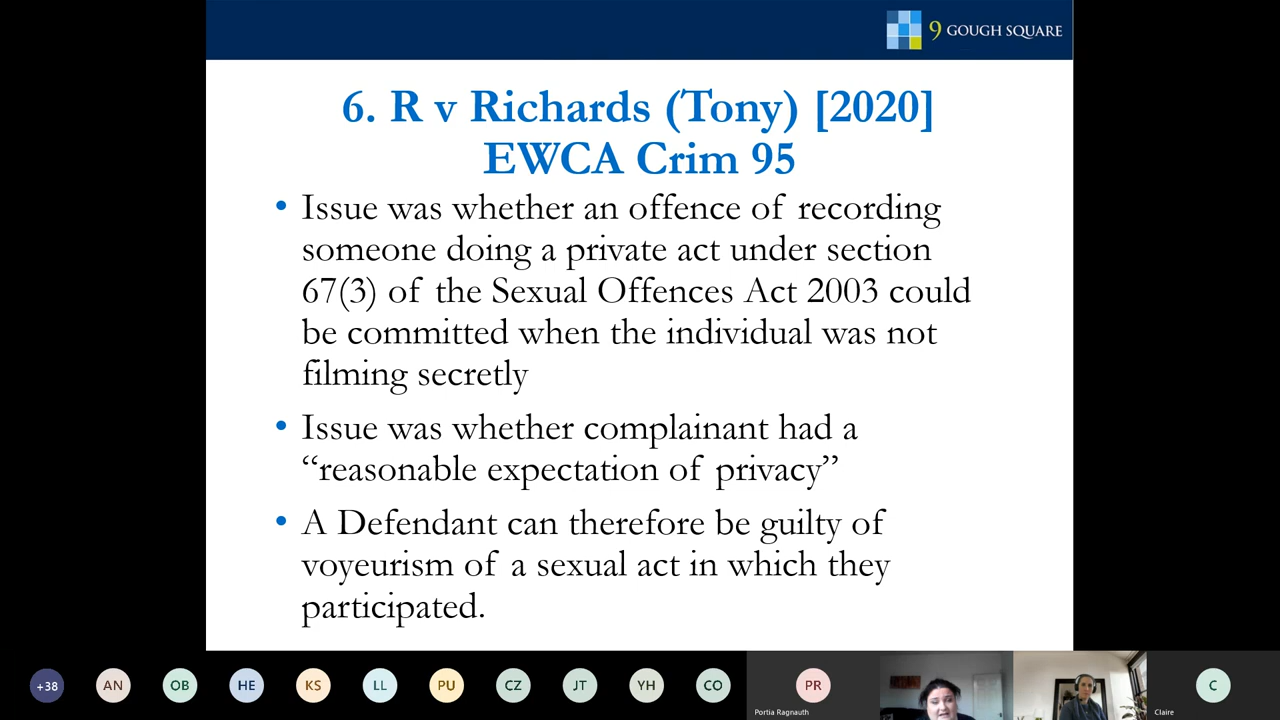 9 GOUGH SQUARE
6. R v Richards (Tony) [2020]
EWCA Crim 95
• Issue was whether an offence of recording
someone doing a private act under section
67(3) of the Sexual Offences Act 2003 could
be committed when the individual was not
filming secretly
• Issue was whether complainant had a
“reasonable expectation of privacy”
• A Defendant can therefore be guilty of
voyeurism of a sexual act in which they
participated.
+38 AN OB HE KS LL PU CZ JT YH CO PR C
Portia Ragnauth Claire